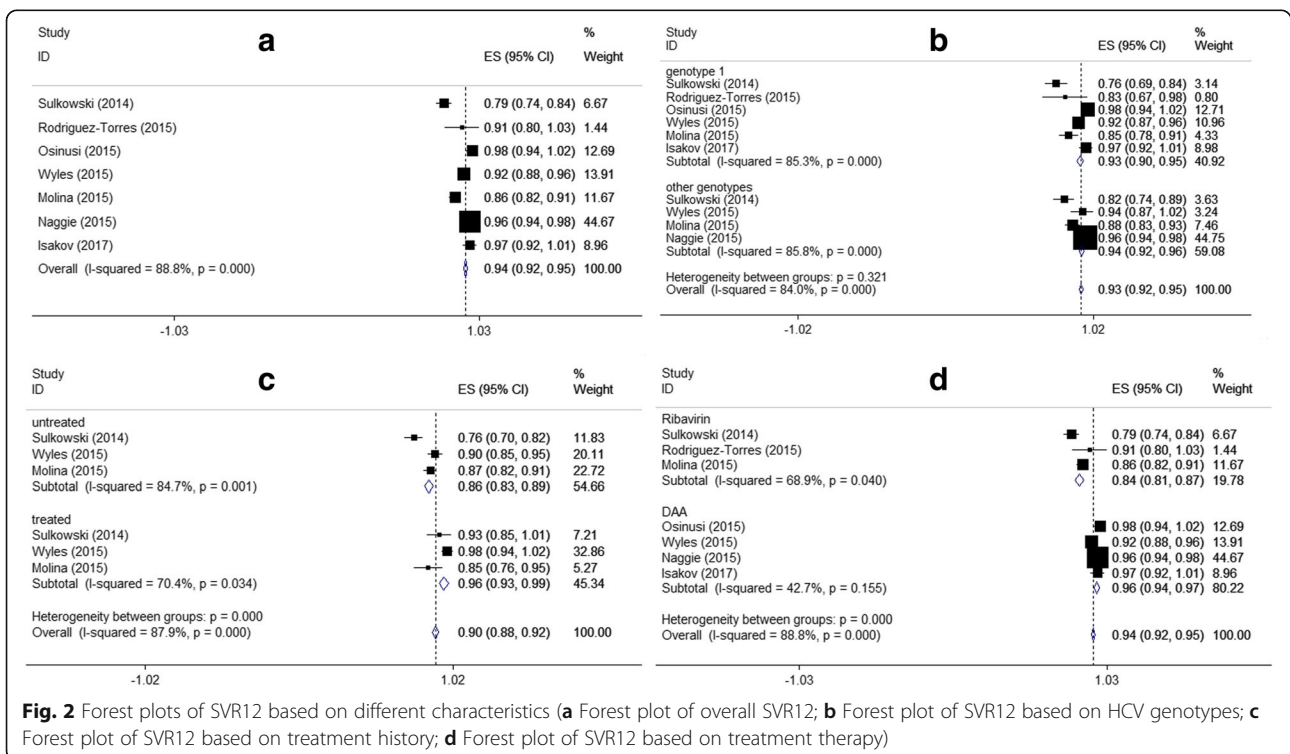 a
Study %
ID ES (95% CI) Weight
Sulkowski (2014) 0.79 (0.74, 0.84) 6.67
Rodriguez-Torres (2015) 0.91 (0.80, 1.03) 1.44
Osinusi (2015) 0.98 (0.94, 1.02) 12.69
Wyles (2015) 0.92 (0.88, 0.96) 13.91
Molina (2015) 0.86 (0.82, 0.91) 11.67
Naggie (2015) 0.96 (0.94, 0.98) 44.67
Isakov (2017) 0.97 (0.92, 1.01) 8.96
Overall (I-squared = 88.8%, p = 0.000) 0.94 (0.92, 0.95) 100.00
-1.03 1.03
b
Study %
ID ES (95% CI) Weight
genotype 1
Sulkowski (2014) 0.76 (0.69, 0.84) 3.14
Rodriguez-Torres (2015) 0.83 (0.67, 0.98) 0.80
Osinusi (2015) 0.98 (0.94, 1.02) 12.71
Wyles (2015) 0.92 (0.87, 0.96) 10.96
Molina (2015) 0.85 (0.78, 0.91) 4.33
Isakov (2017) 0.97 (0.92, 1.01) 8.98
Subtotal (I-squared = 85.3%, p = 0.000) 0.93 (0.90, 0.95) 40.92
other genotypes
Sulkowski (2014) 0.82 (0.74, 0.89) 3.63
Wyles (2015) 0.94 (0.87, 1.02) 3.24
Molina (2015) 0.88 (0.83, 0.93) 7.46
Naggie (2015) 0.96 (0.94, 0.98) 44.75
Subtotal (I-squared = 85.8%, p = 0.000) 0.94 (0.92, 0.96) 59.08
Heterogeneity between groups: p = 0.321
Overall (I-squared = 84.0%, p = 0.000) 0.93 (0.92, 0.95) 100.00
-1.02 1.02
c
Study %
ID ES (95% CI) Weight
untreated
Sulkowski (2014) 0.76 (0.70, 0.82) 11.83
Wyles (2015) 0.90 (0.85, 0.95) 20.11
Molina (2015) 0.87 (0.82, 0.91) 22.72
Subtotal (I-squared = 84.7%, p = 0.001) 0.86 (0.83, 0.89) 54.66
treated
Sulkowski (2014) 0.93 (0.85, 1.01) 7.21
Wyles (2015) 0.98 (0.94, 1.02) 32.86
Molina (2015) 0.85 (0.76, 0.95) 5.27
Subtotal (I-squared = 70.4%, p = 0.034) 0.96 (0.93, 0.99) 45.34
Heterogeneity between groups: p = 0.000
Overall (I-squared = 87.9%, p = 0.000) 0.90 (0.88, 0.92) 100.00
-1.02 1.02
d
Study %
ID ES (95% CI) Weight
Ribavirin
Sulkowski (2014) 0.79 (0.74, 0.84) 6.67
Rodriguez-Torres (2015) 0.91 (0.80, 1.03) 1.44
Molina (2015) 0.86 (0.82, 0.91) 11.67
Subtotal (I-squared = 68.9%, p = 0.040) 0.84 (0.81, 0.87) 19.78
DAA
Osinusi (2015) 0.98 (0.94, 1.02) 12.69
Wyles (2015) 0.92 (0.88, 0.96) 13.91
Naggie (2015) 0.96 (0.94, 0.98) 44.67
Isakov (2017) 0.97 (0.92, 1.01) 8.96
Subtotal (I-squared = 42.7%, p = 0.155) 0.96 (0.94, 0.97) 80.22
Heterogeneity between groups: p = 0.000
Overall (I-squared = 88.8%, p = 0.000) 0.94 (0.92, 0.95) 100.00
-1.03 1.03
Fig. 2 Forest plots of SVR12 based on different characteristics (a Forest plot of overall SVR12; b Forest plot of SVR12 based on HCV genotypes; c
Forest plot of SVR12 based on treatment history; d Forest plot of SVR12 based on treatment therapy)